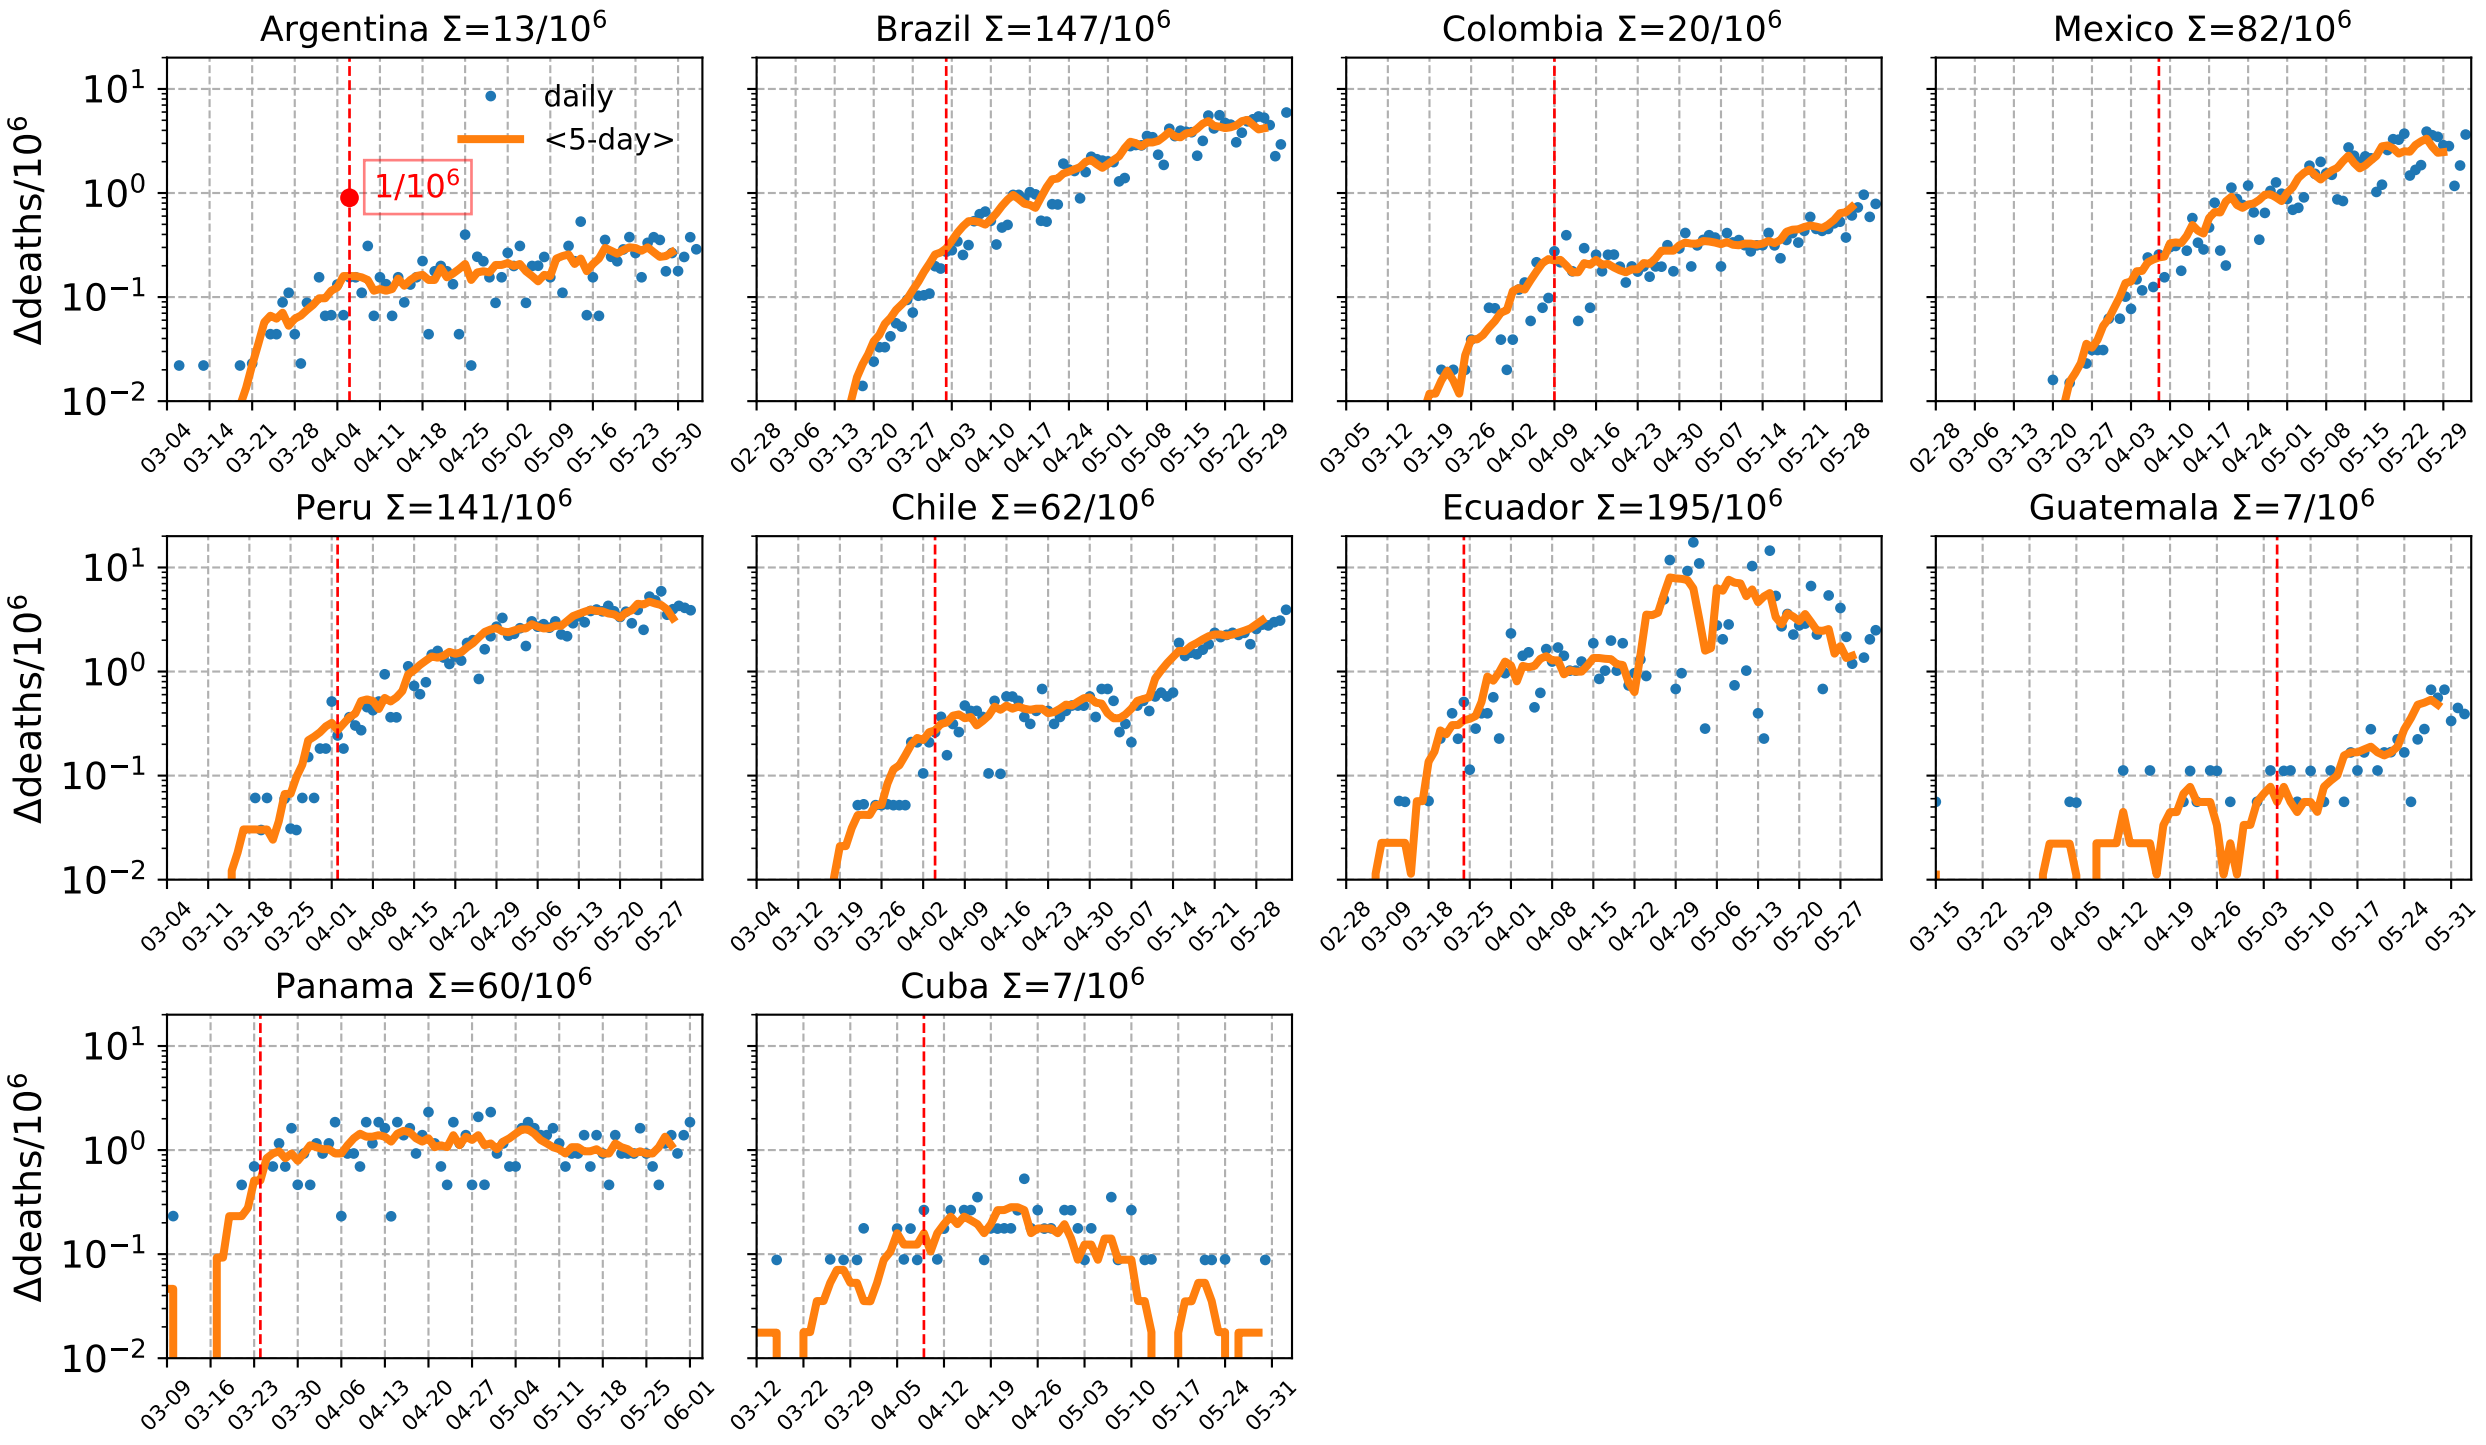 Argentina Σ=13/10⁶
Brazil Σ=147/10⁶
Colombia Σ=20/10⁶
Mexico Σ=82/10⁶
Δdeaths/10⁶
10¹
10⁰
10⁻¹
10⁻²
daily
<5-day>
1/10⁶
03-04 03-14 03-21 03-28 04-04 04-11 04-18 04-25 05-02 05-09 05-16 05-23 05-30
02-28 03-06 03-13 03-20 03-27 04-03 04-10 04-17 04-24 05-01 05-08 05-15 05-22 05-29
03-05 03-12 03-19 03-26 04-02 04-09 04-16 04-23 04-30 05-07 05-14 05-21 05-28
02-28 03-06 03-13 03-20 03-27 04-03 04-10 04-17 04-24 05-01 05-08 05-15 05-22 05-29
Peru Σ=141/10⁶
Chile Σ=62/10⁶
Ecuador Σ=195/10⁶
Guatemala Σ=7/10⁶
Δdeaths/10⁶
10¹
10⁰
10⁻¹
10⁻²
03-04 03-11 03-18 03-25 04-01 04-08 04-15 04-22 04-29 05-06 05-13 05-20 05-27
03-04 03-12 03-19 03-26 04-02 04-09 04-16 04-23 04-30 05-07 05-14 05-21 05-28
02-28 03-09 03-18 03-25 04-01 04-08 04-15 04-22 04-29 05-06 05-13 05-20 05-27
03-15 03-22 03-29 04-05 04-12 04-19 04-26 05-03 05-10 05-17 05-24 05-31
Panama Σ=60/10⁶
Cuba Σ=7/10⁶
Δdeaths/10⁶
10¹
10⁰
10⁻¹
10⁻²
03-09 03-16 03-23 03-30 04-06 04-13 04-20 04-27 05-04 05-11 05-18 05-25 06-01
03-12 03-22 03-29 04-05 04-12 04-19 04-26 05-03 05-10 05-17 05-24 05-31